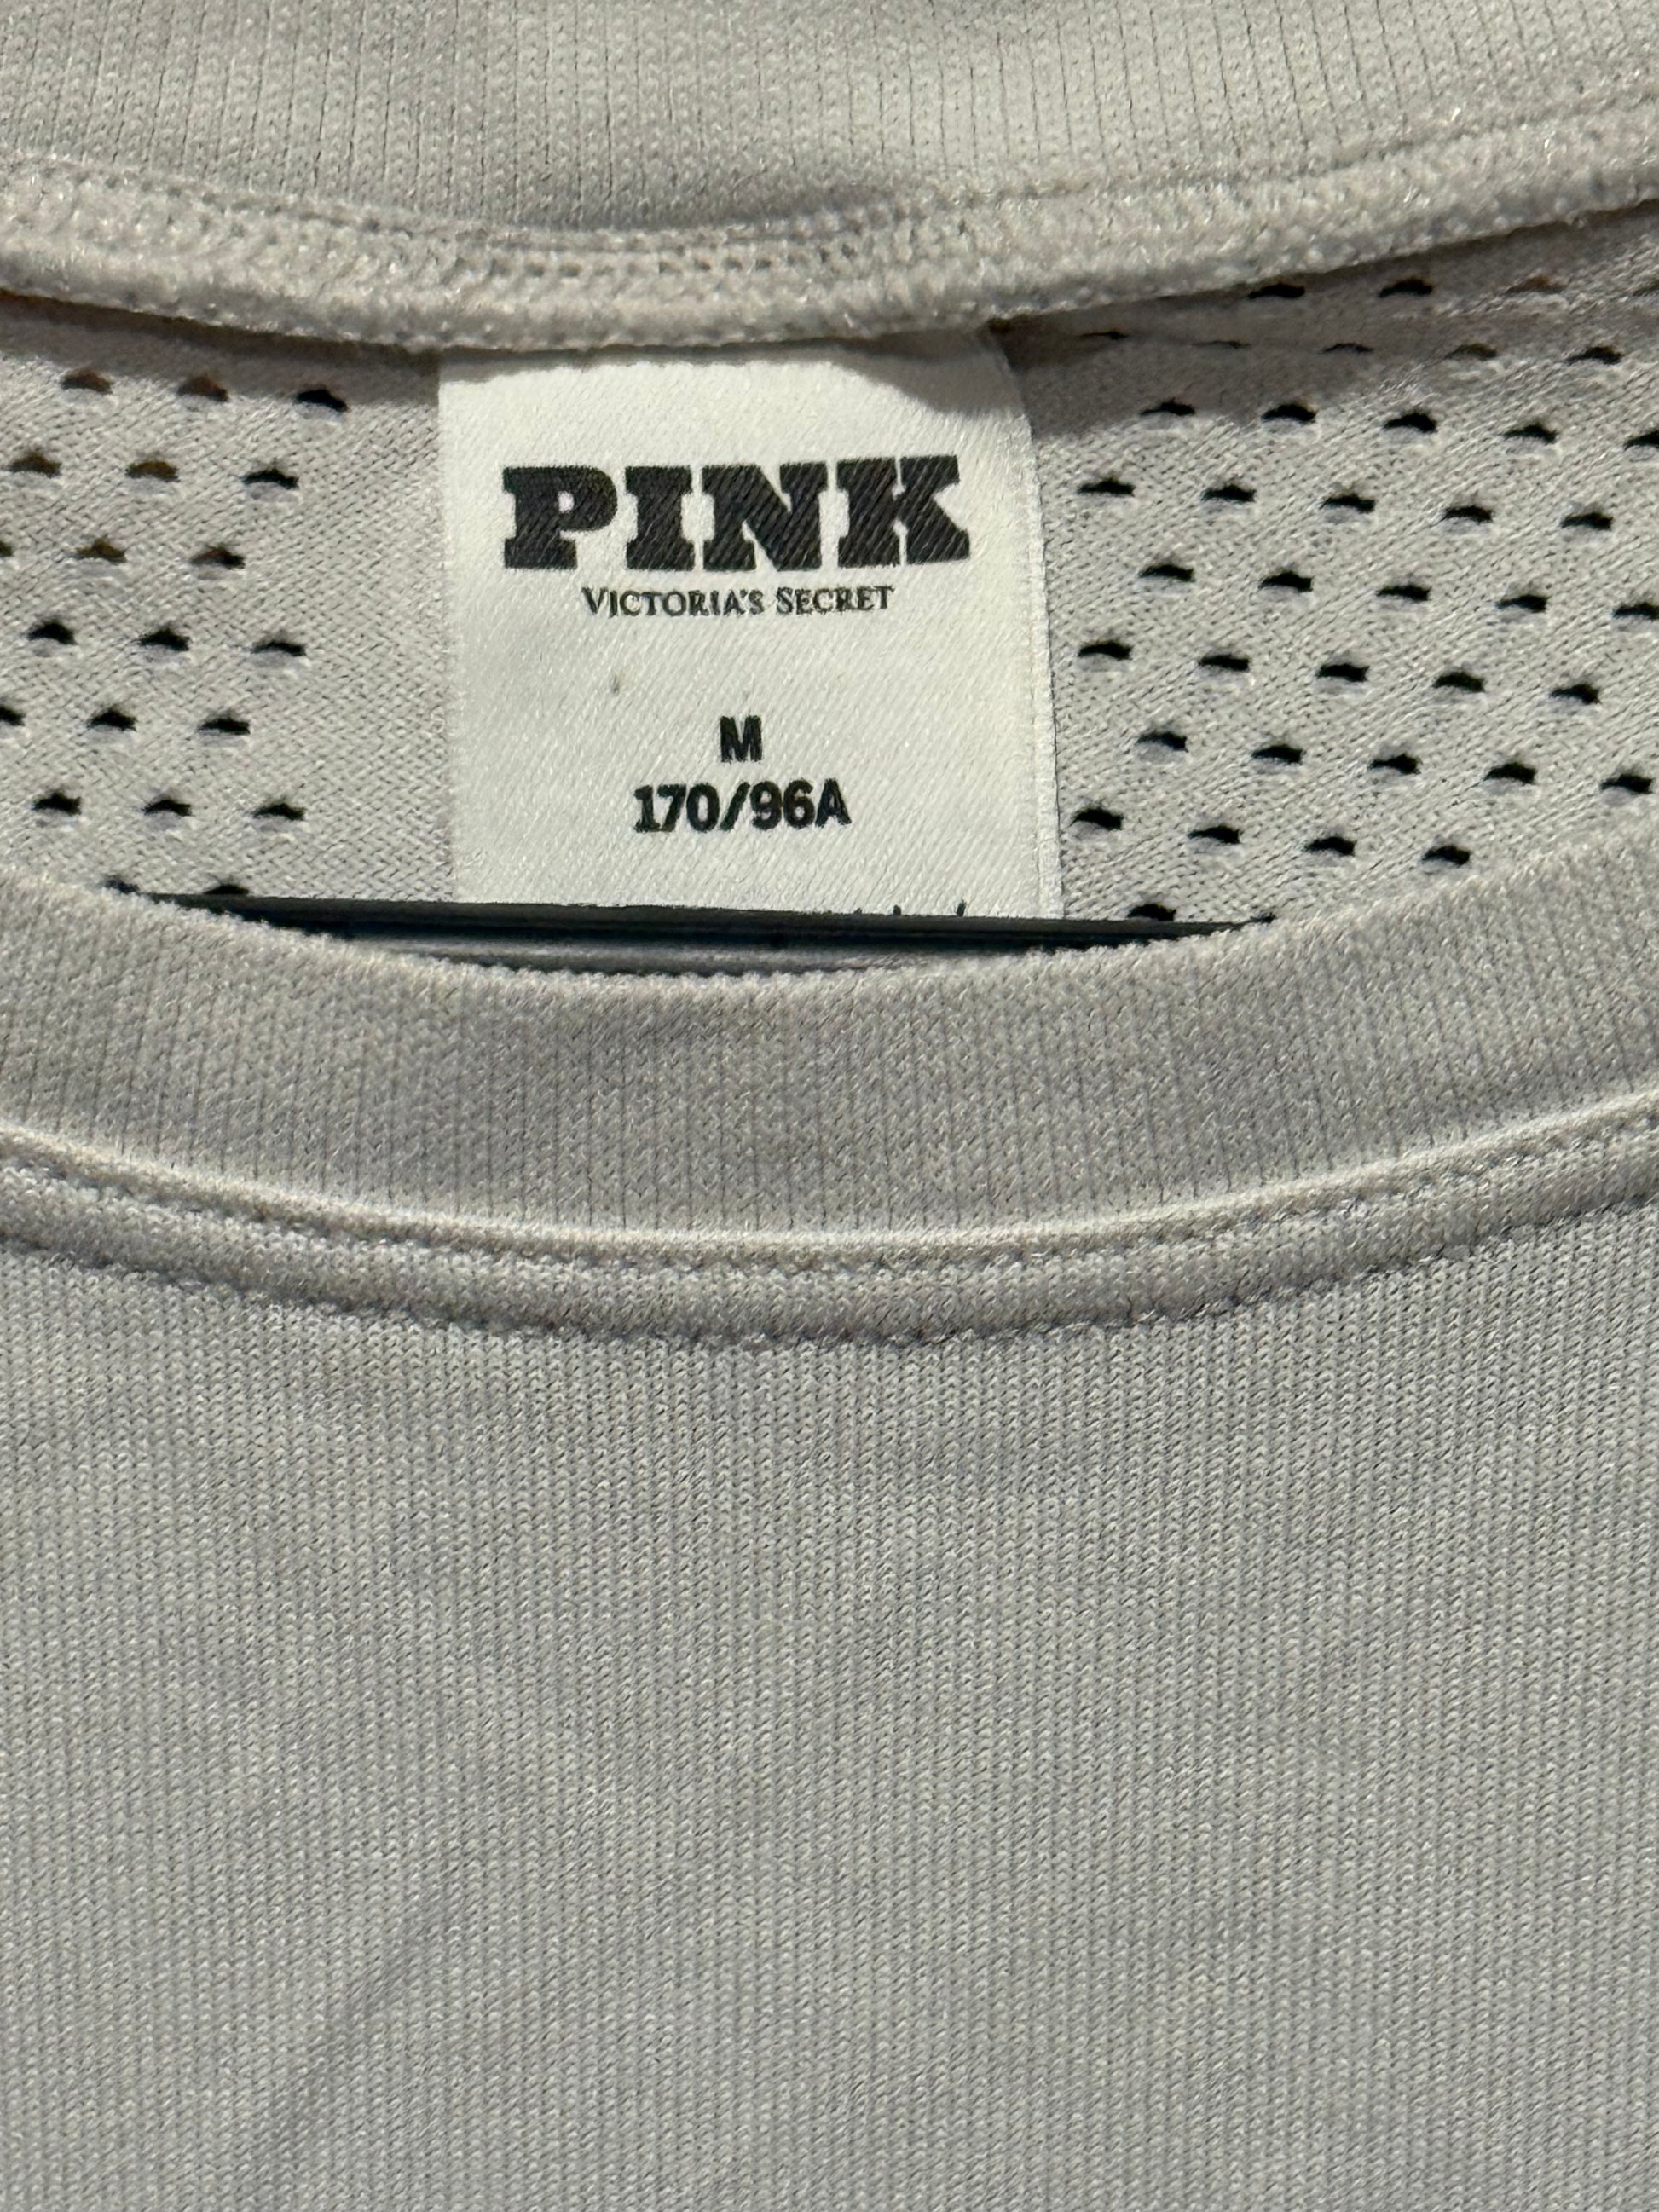 PINK
VICTORIA'S SECRET
M
170/96A